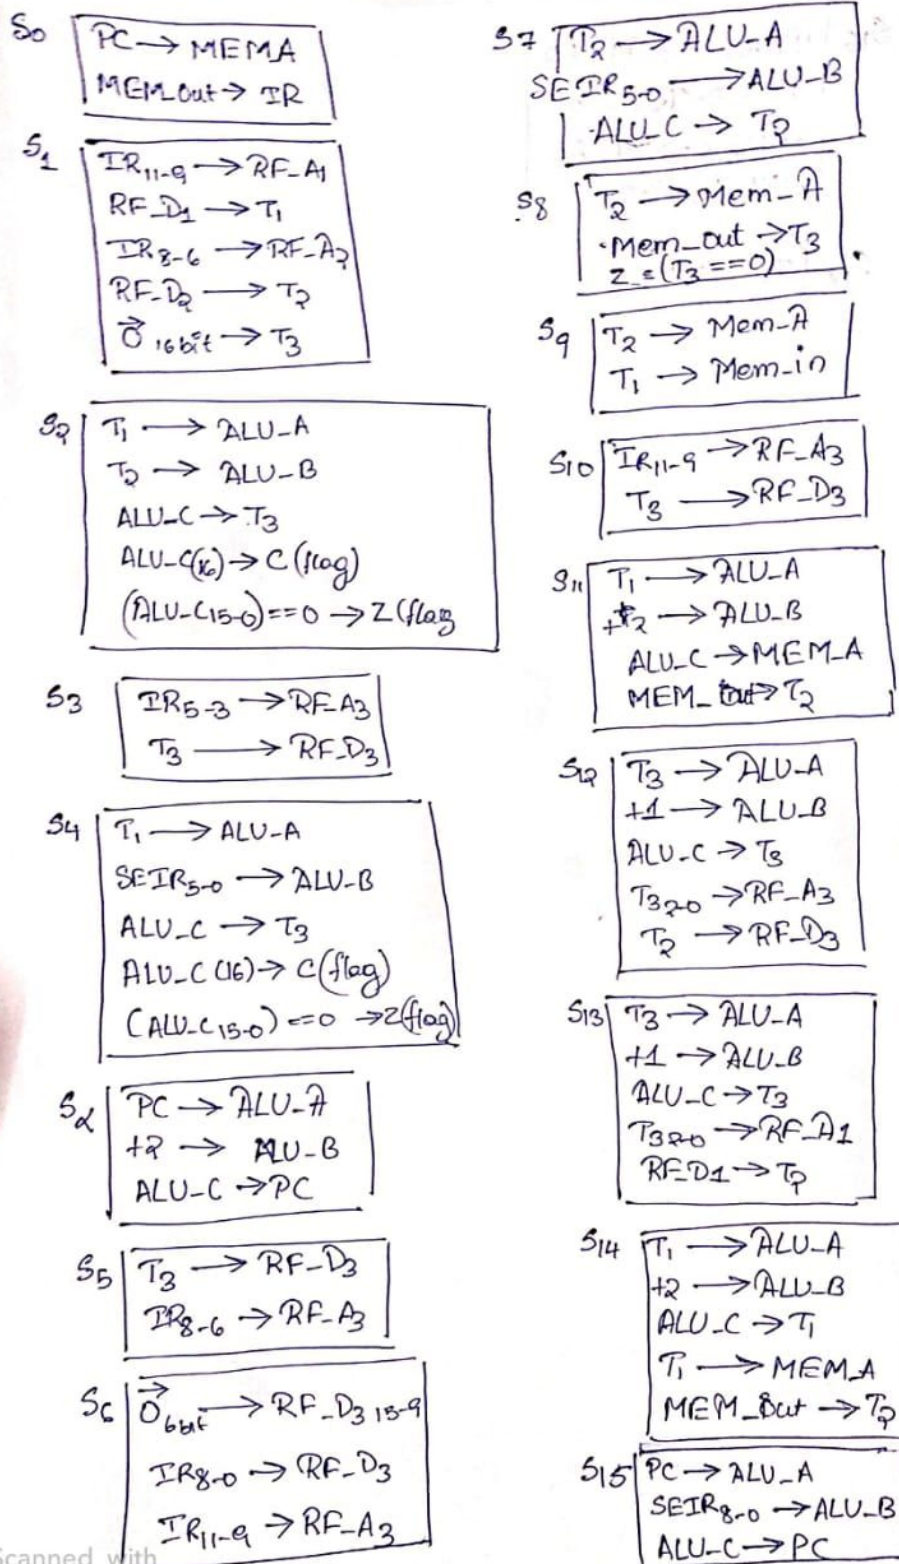 S0
PC → MEMA
MEM_Out → IR
S1
IR11-9 → RF_A1
RF_D1 → T1
IR8-6 → RF_A2
RF_D2 → T2
0 16bit → T3
S2
T1 → ALU_A
T2 → ALU_B
ALU_C → T3
ALU_C(16) → C (flag)
(ALU_C15-0) == 0 → Z (flag
S3
IR5-3 → RF_A3
T3 → RF_D3
S4
T1 → ALU_A
SEIR5-0 → ALU_B
ALU_C → T3
ALU_C (16) → C (flag)
(ALU_C15-0) == 0 → Z (flag)
Sα
PC → ALU_A
+2 → ALU_B
ALU_C → PC
S5
T3 → RF_D3
IR8-6 → RF_A3
S6
0 6bit → RF_D3 15-9
IR8-0 → RF_D3
IR11-9 → RF_A3
S7
T2 → ALU_A
SEIR5-0 → ALU_B
ALU_C → T2
S8
T2 → Mem_A
Mem_out → T3
Z = (T3 == 0)
S9
T2 → Mem_A
T1 → Mem_in
S10
IR11-9 → RF_A3
T3 → RF_D3
S11
T1 → ALU_A
+2 → ALU_B
ALU_C → MEM_A
MEM_Out → T2
S12
T3 → ALU_A
+1 → ALU_B
ALU_C → T3
T3 2-0 → RF_A3
T2 → RF_D3
S13
T3 → ALU_A
+1 → ALU_B
ALU_C → T3
T3 2-0 → RF_A1
RF_D1 → T2
S14
T1 → ALU_A
+2 → ALU_B
ALU_C → T1
T1 → MEM_A
MEM_Out → T2
S15
PC → ALU_A
SEIR8-0 → ALU_B
ALU_C → PC
Scanned with